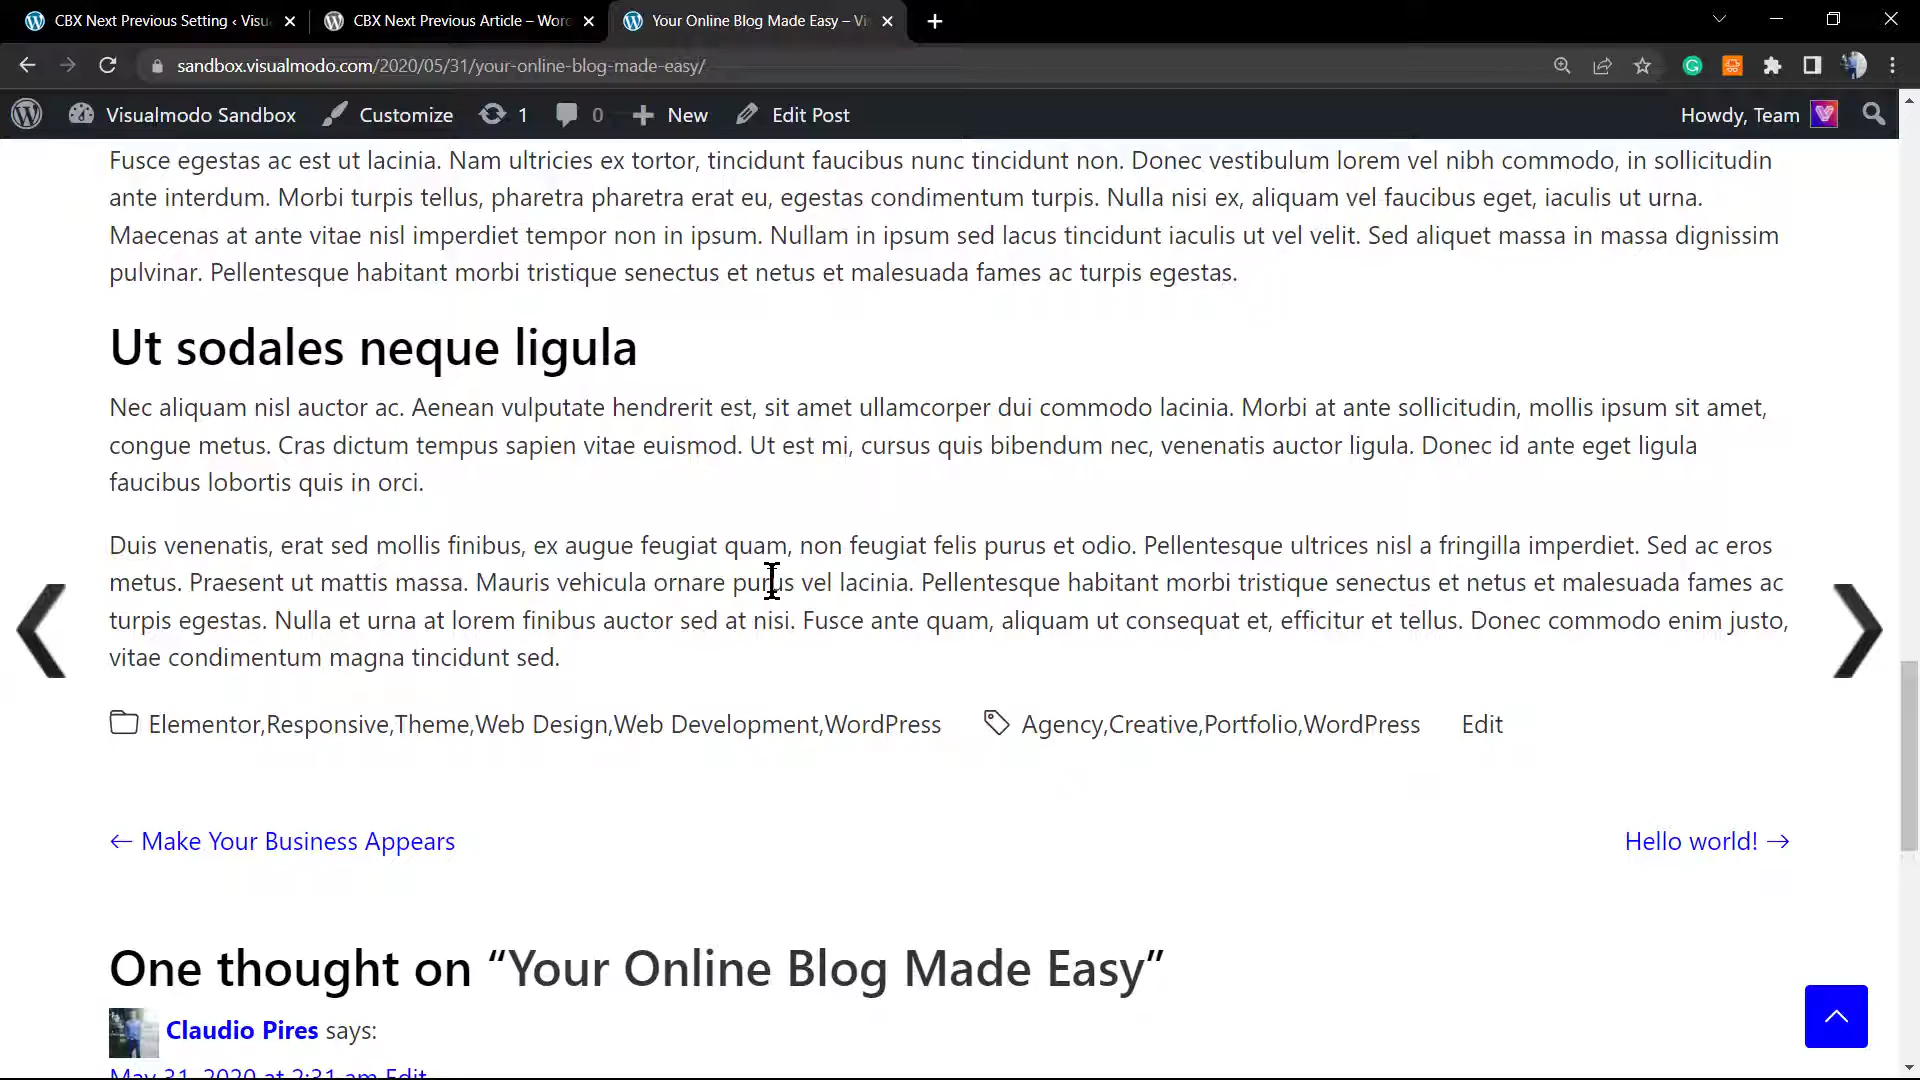 CBX Next Previous Setting ‹ Visu
CBX Next Previous Article – Wor
Your Online Blog Made Easy – Vi
sandbox.visualmodo.com/2020/05/31/your-online-blog-made-easy/
Visualmodo Sandbox Customize 1 0 New Edit Post Howdy, Team
Fusce egestas ac est ut lacinia. Nam ultricies ex tortor, tincidunt faucibus nunc tincidunt non. Donec vestibulum lorem vel nibh commodo, in sollicitudin
ante interdum. Morbi turpis tellus, pharetra pharetra erat eu, egestas condimentum turpis. Nulla nisi ex, aliquam vel faucibus eget, iaculis ut urna.
Maecenas at ante vitae nisl imperdiet tempor non in ipsum. Nullam in ipsum sed lacus tincidunt iaculis ut vel velit. Sed aliquet massa in massa dignissim
pulvinar. Pellentesque habitant morbi tristique senectus et netus et malesuada fames ac turpis egestas.
Ut sodales neque ligula
Nec aliquam nisl auctor ac. Aenean vulputate hendrerit est, sit amet ullamcorper dui commodo lacinia. Morbi at ante sollicitudin, mollis ipsum sit amet,
congue metus. Cras dictum tempus sapien vitae euismod. Ut est mi, cursus quis bibendum nec, venenatis auctor ligula. Donec id ante eget ligula
faucibus lobortis quis in orci.
Duis venenatis, erat sed mollis finibus, ex augue feugiat quam, non feugiat felis purus et odio. Pellentesque ultrices nisl a fringilla imperdiet. Sed ac eros
metus. Praesent ut mattis massa. Mauris vehicula ornare purus vel lacinia. Pellentesque habitant morbi tristique senectus et netus et malesuada fames ac
turpis egestas. Nulla et urna at lorem finibus auctor sed at nisi. Fusce ante quam, aliquam ut consequat et, efficitur et tellus. Donec commodo enim justo,
vitae condimentum magna tincidunt sed.
Elementor,Responsive,Theme,Web Design,Web Development,WordPress Agency,Creative,Portfolio,WordPress Edit
← Make Your Business Appears Hello world! →
One thought on “Your Online Blog Made Easy”
Claudio Pires says:
May 31, 2020 at 2:31 am Edit